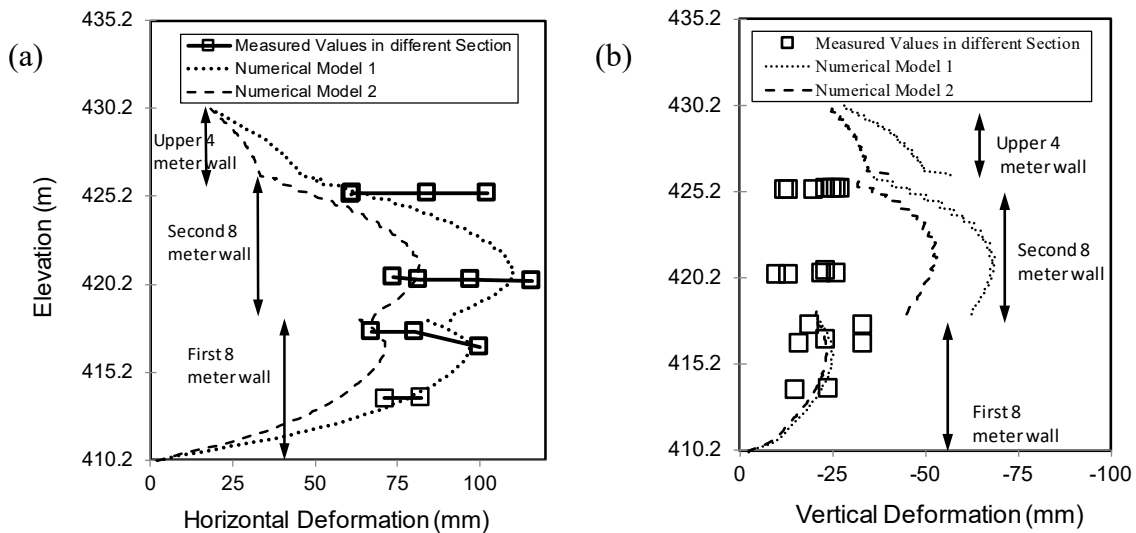 (a)
435.2
430.2
425.2
420.2
415.2
410.2
Elevation (m)
Measured Values in different Section
Numerical Model 1
Numerical Model 2
Upper 4
meter wall
Second 8
meter wall
First 8
meter wall
0
25
50
75
100
Horizontal Deformation (mm)
(b)
435.2
430.2
425.2
420.2
415.2
410.2
Measured Values in different Section
Numerical Model 1
Numerical Model 2
Upper 4
meter wall
Second 8
meter wall
First 8
meter wall
0
-25
-50
-75
-100
Vertical Deformation (mm)